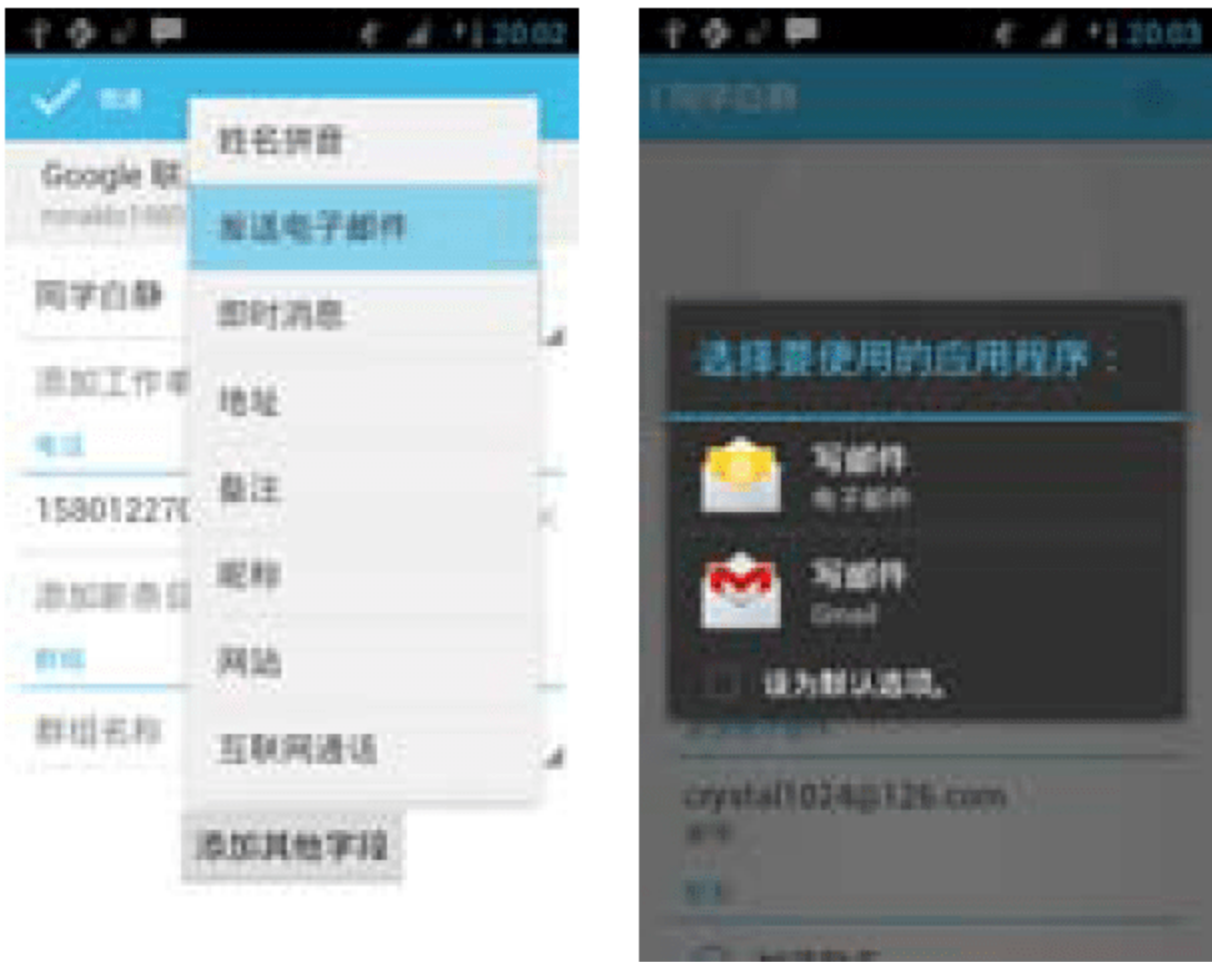 20:02
完成
姓名拼音
Google 联
发送电子邮件
同学白静
即时消息
添加工作单
地址
电话
备注
15801227
添加新条目
昵称
群组
网站
群组名称
互联网通话
添加其他字段
20:03
同学白静
选择要使用的应用程序：
写邮件
电子邮件
写邮件
Gmail
设为默认选项。
crystal1024@126.com